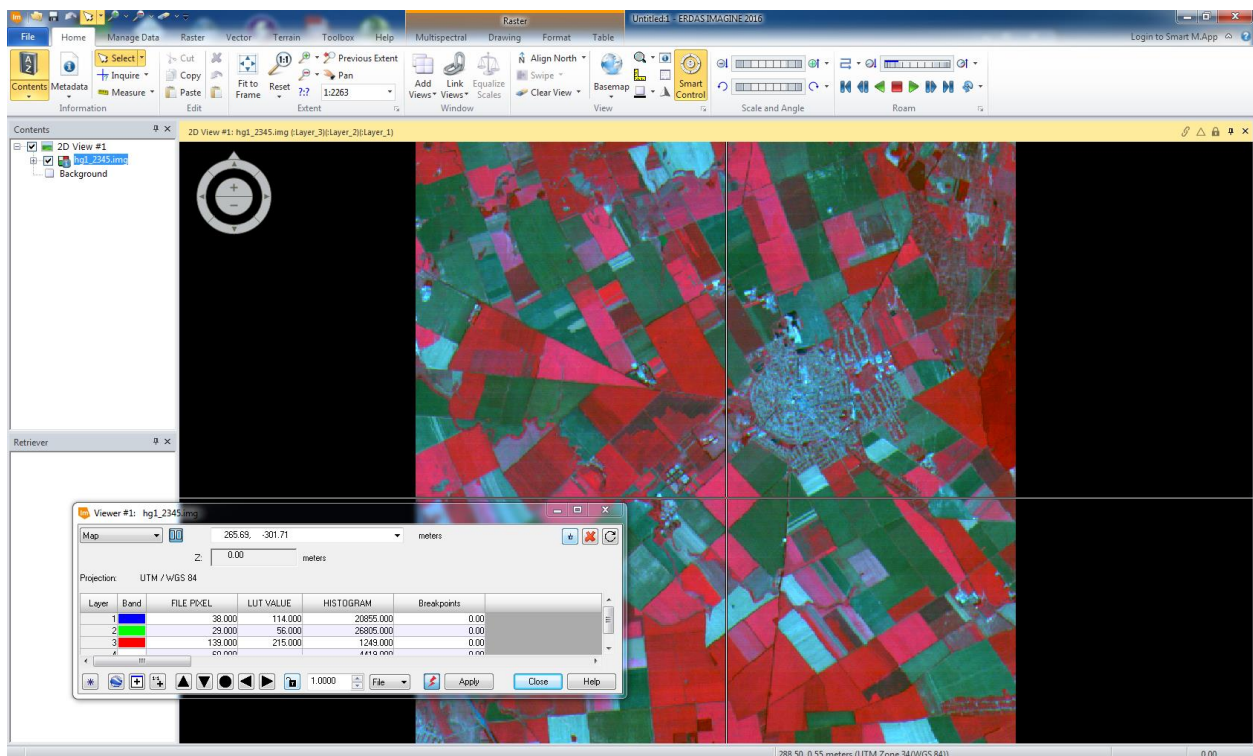 Raster
Untitled:1 - ERDAS IMAGINE 2016
File Home Manage Data Raster Vector Terrain Toolbox Help Multispectral Drawing Format Table Login to Smart M.App
Contents
Metadata
Select
Inquire
Measure
Information
Cut
Copy
Paste
Edit
Fit to Frame
Reset
1:1
Previous Extent
Pan
?:? 1:2263
Extent
Add Views
Link Views
Equalize Scales
Window
Align North
Swipe
Clear View
Basemap
View
Smart Control
Scale and Angle
Roam
Contents
2D View #1
hg1_2345.img
Background
2D View #1: hg1_2345.img (:Layer_3)(:Layer_2)(:Layer_1)
Retriever
Viewer #1: hg1_2345.img
Map 265.69, -301.71 meters
Z: 0.00 meters
Projection: UTM / WGS 84
Layer Band FILE PIXEL LUT VALUE HISTOGRAM Breakpoints
1 38.000 114.000 20855.000 0.00
2 29.000 56.000 26805.000 0.00
3 139.000 215.000 1249.000 0.00
1.0000 File Apply Close Help
288.50, 0.55 meters (UTM Zone 34(WGS 84)) 0.00